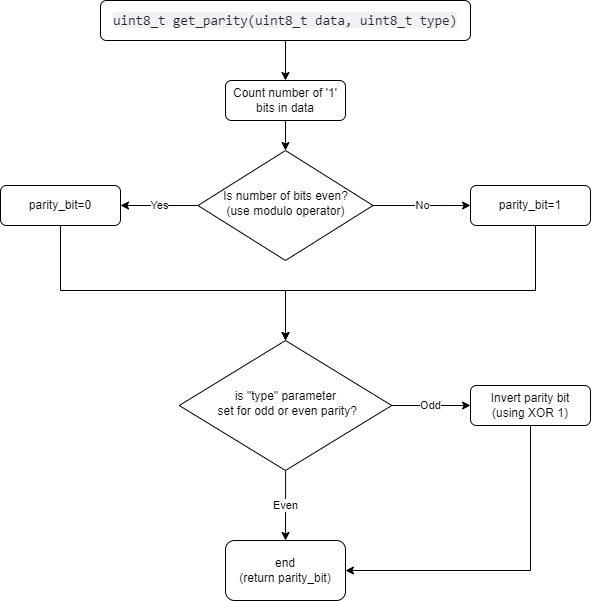 uint8_t get_parity(uint8_t data, uint8_t type)
Count number of '1'
bits in data
Is number of bits even?
(use modulo operator)
Yes
No
parity_bit=0
parity_bit=1
is "type" parameter
set for odd or even parity?
Odd
Invert parity bit
(using XOR 1)
Even
end
(return parity_bit)